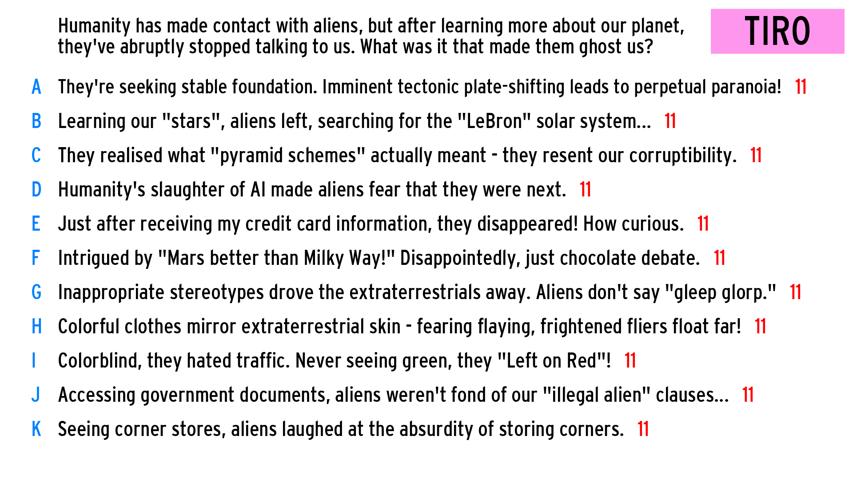 Humanity has made contact with aliens, but after learning more about our planet,
they've abruptly stopped talking to us. What was it that made them ghost us?
TIRO
A They're seeking stable foundation. Imminent tectonic plate-shifting leads to perpetual paranoia! 11
B Learning our "stars", aliens left, searching for the "LeBron" solar system... 11
C They realised what "pyramid schemes" actually meant - they resent our corruptibility. 11
D Humanity's slaughter of AI made aliens fear that they were next. 11
E Just after receiving my credit card information, they disappeared! How curious. 11
F Intrigued by "Mars better than Milky Way!" Disappointedly, just chocolate debate. 11
G Inappropriate stereotypes drove the extraterrestrials away. Aliens don't say "gleep glorp." 11
H Colorful clothes mirror extraterrestrial skin - fearing flaying, frightened fliers float far! 11
I Colorblind, they hated traffic. Never seeing green, they "Left on Red"! 11
J Accessing government documents, aliens weren't fond of our "illegal alien" clauses... 11
K Seeing corner stores, aliens laughed at the absurdity of storing corners. 11